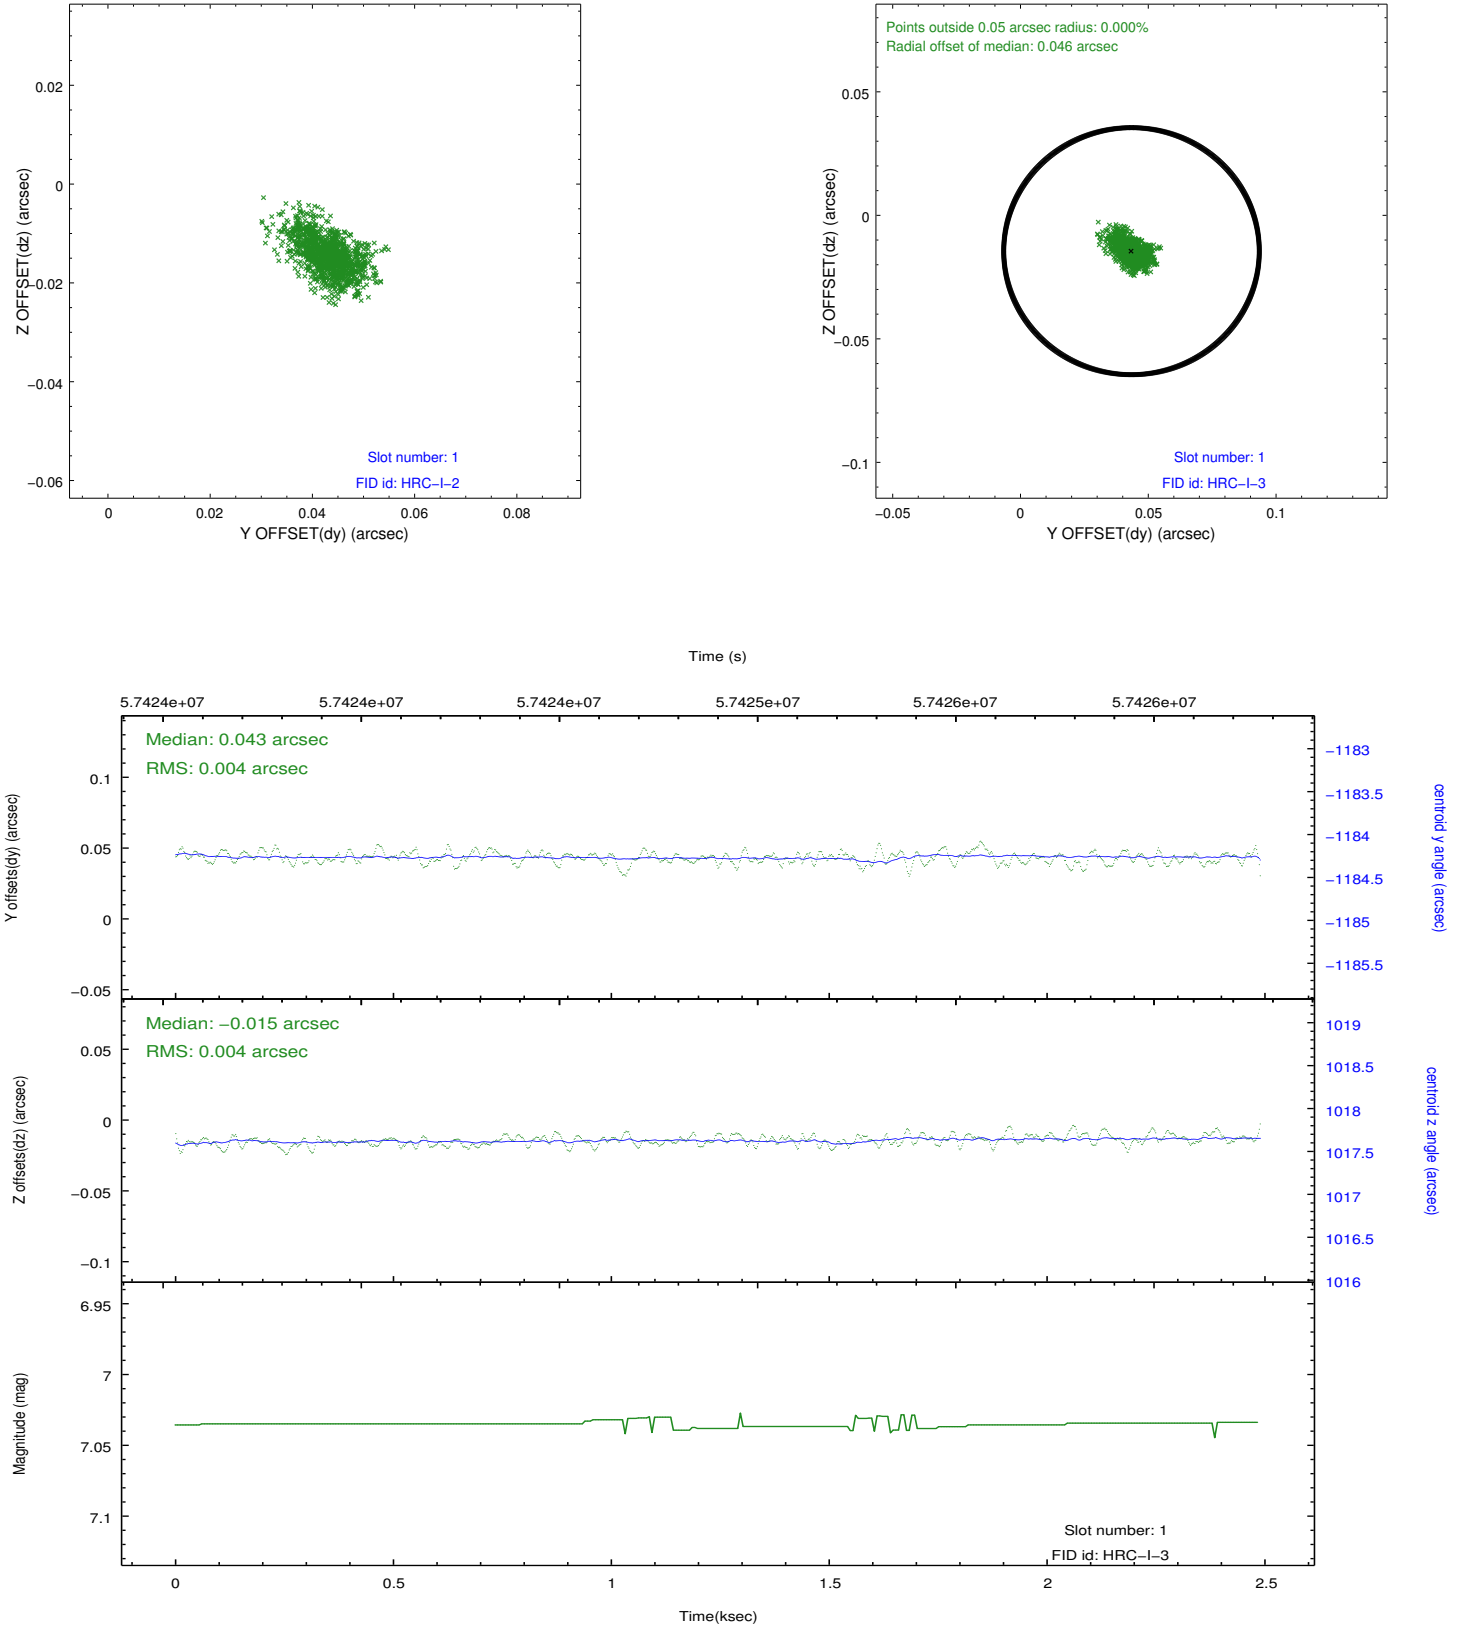 0.02
0
−0.02
−0.04
−0.06
Z OFFSET(dz) (arcsec)
Slot number: 1
FID id: HRC−I−2
0 0.02 0.04 0.06 0.08
Y OFFSET(dy) (arcsec)
Points outside 0.05 arcsec radius: 0.000%
Radial offset of median: 0.046 arcsec
0.05
0
−0.05
−0.1
Z OFFSET(dz) (arcsec)
Slot number: 1
FID id: HRC−I−3
−0.05 0 0.05 0.1
Y OFFSET(dy) (arcsec)
Time (s)
5.7424e+07 5.7424e+07 5.7424e+07 5.7425e+07 5.7426e+07 5.7426e+07
Median: 0.043 arcsec
RMS: 0.004 arcsec
0.1
0.05
0
−0.05
Y offsets(dy) (arcsec)
−1183
−1183.5
−1184
−1184.5
−1185
−1185.5
centroid y angle (arcsec)
Median: −0.015 arcsec
RMS: 0.004 arcsec
0.05
0
−0.05
−0.1
Z offsets(dz) (arcsec)
1019
1018.5
1018
1017.5
1017
1016.5
1016
centroid z angle (arcsec)
6.95
7
7.05
7.1
Magnitude (mag)
Slot number: 1
FID id: HRC−I−3
0 0.5 1 1.5 2 2.5
Time(ksec)